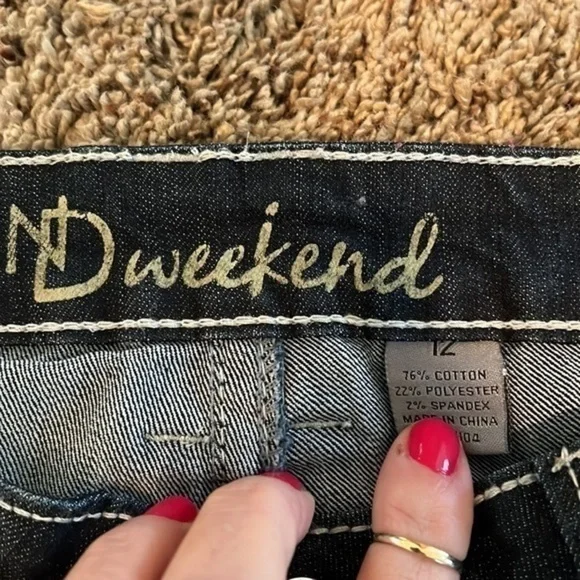 ND weekend
12
76% COTTON
22% POLYESTER
2% SPANDEX
MADE IN CHINA